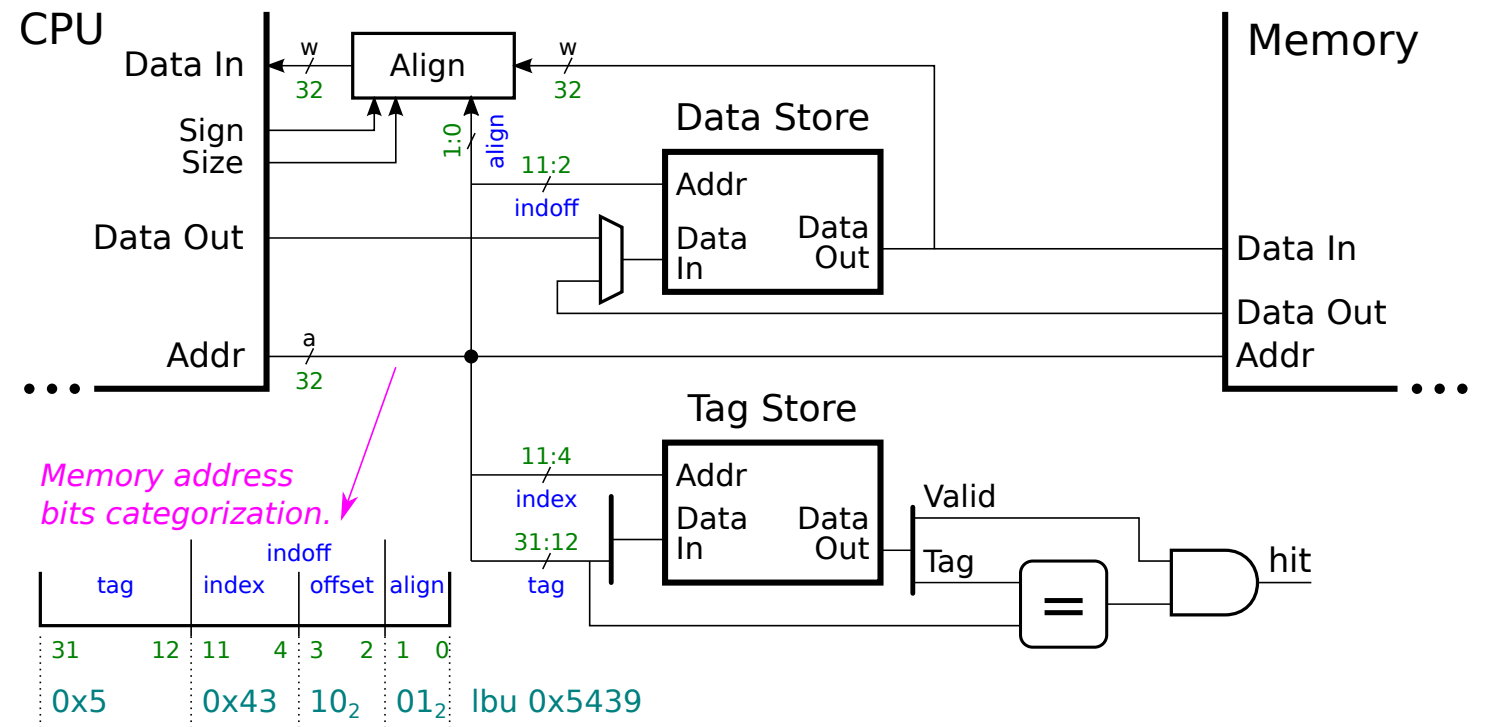 CPU
Memory
Data In
w
32
Align
w
32
Sign
Size
1:0
align
Data Store
11:2
indoff
Addr
Data
In
Data
Out
Data Out
Data In
Data Out
Addr
a
32
Addr
Tag Store
11:4
index
Addr
Data
In
Data
Out
31:12
tag
Valid
Tag
=
hit
Memory address
bits categorization.
indoff
tag index offset align
31 12 11 4 3 2 1 0
0x5 0x43 10₂ 01₂ lbu 0x5439